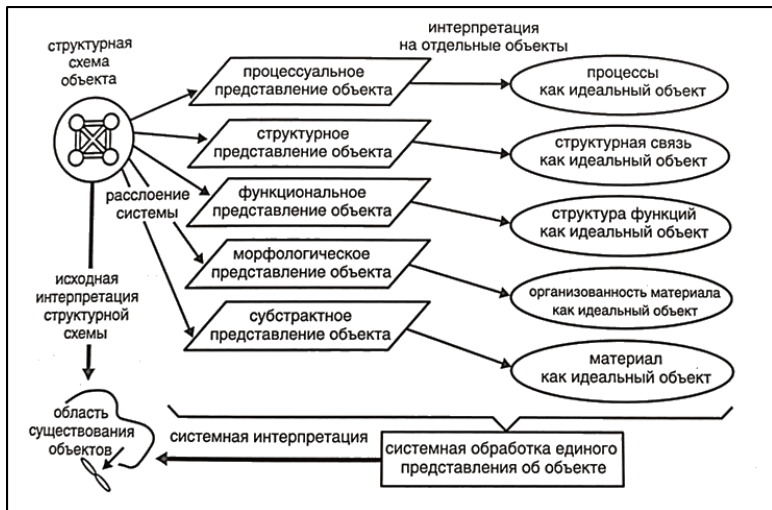 структурная
схема
объекта
интерпретация
на отдельные объекты
процессуальное
представление объекта
процессы
как идеальный объект
структурное
представление объекта
структурная связь
как идеальный объект
расслоение
системы
функциональное
представление объекта
структура функций
как идеальный объект
морфологическое
представление объекта
организованность материала
как идеальный объект
исходная
интерпретация
структурной
схемы
субстрактное
представление объекта
материал
как идеальный объект
область
существования
объектов
системная интерпретация
системная обработка единого
представления об объекте